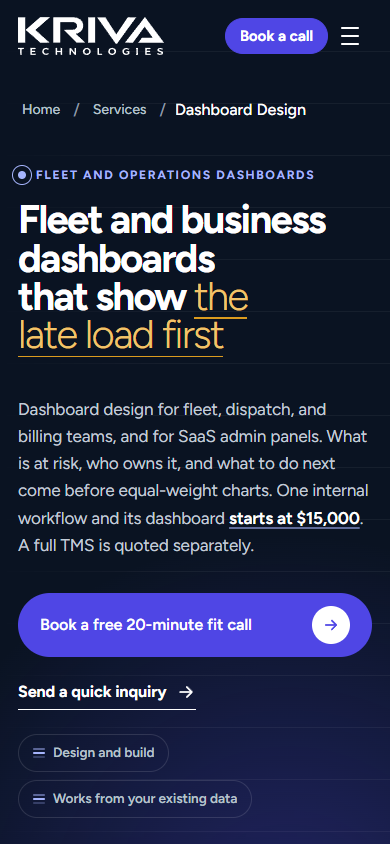 KRIVA
TECHNOLOGIES
Book a call
Home / Services / Dashboard Design
FLEET AND OPERATIONS DASHBOARDS
Fleet and business
dashboards
that show the
late load first
Dashboard design for fleet, dispatch, and
billing teams, and for SaaS admin panels. What
is at risk, who owns it, and what to do next
come before equal-weight charts. One internal
workflow and its dashboard starts at $15,000.
A full TMS is quoted separately.
Book a free 20-minute fit call
Send a quick inquiry
Design and build
Works from your existing data